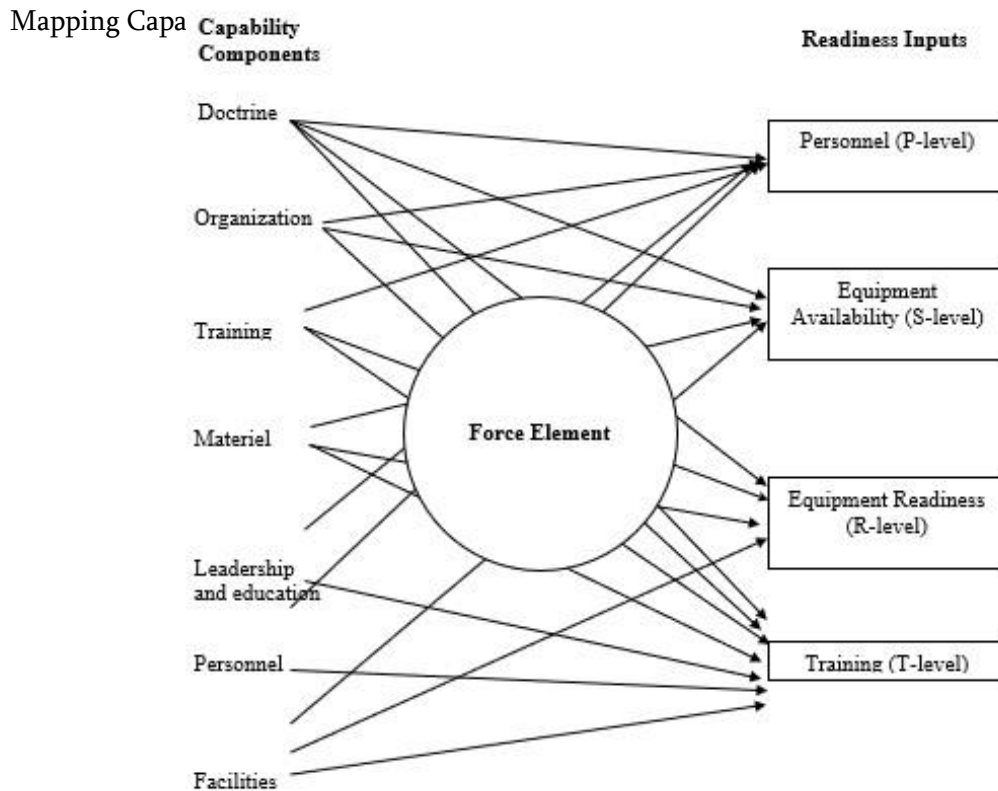 Mapping Capa
Capability
Components
Readiness Inputs
Doctrine
Personnel (P-level)
Organization
Equipment
Availability (S-level)
Training
Force Element
Materiel
Equipment Readiness
(R-level)
Leadership
and education
Personnel
Training (T-level)
Facilities